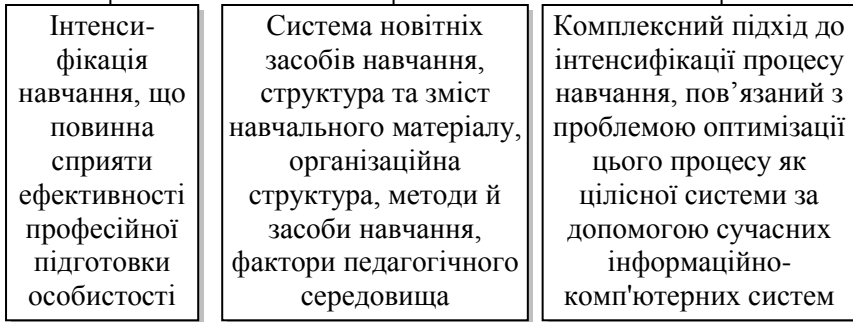 Інтенси-
фікація
навчання, що
повинна
сприяти
ефективності
професійної
підготовки
особистості
Система новітніх
засобів навчання,
структура та зміст
навчального матеріалу,
організаційна
структура, методи й
засоби навчання,
фактори педагогічного
середовища
Комплексний підхід до
інтенсифікації процесу
навчання, пов’язаний з
проблемою оптимізації
цього процесу як
цілісної системи за
допомогою сучасних
інформаційно-
комп'ютерних систем